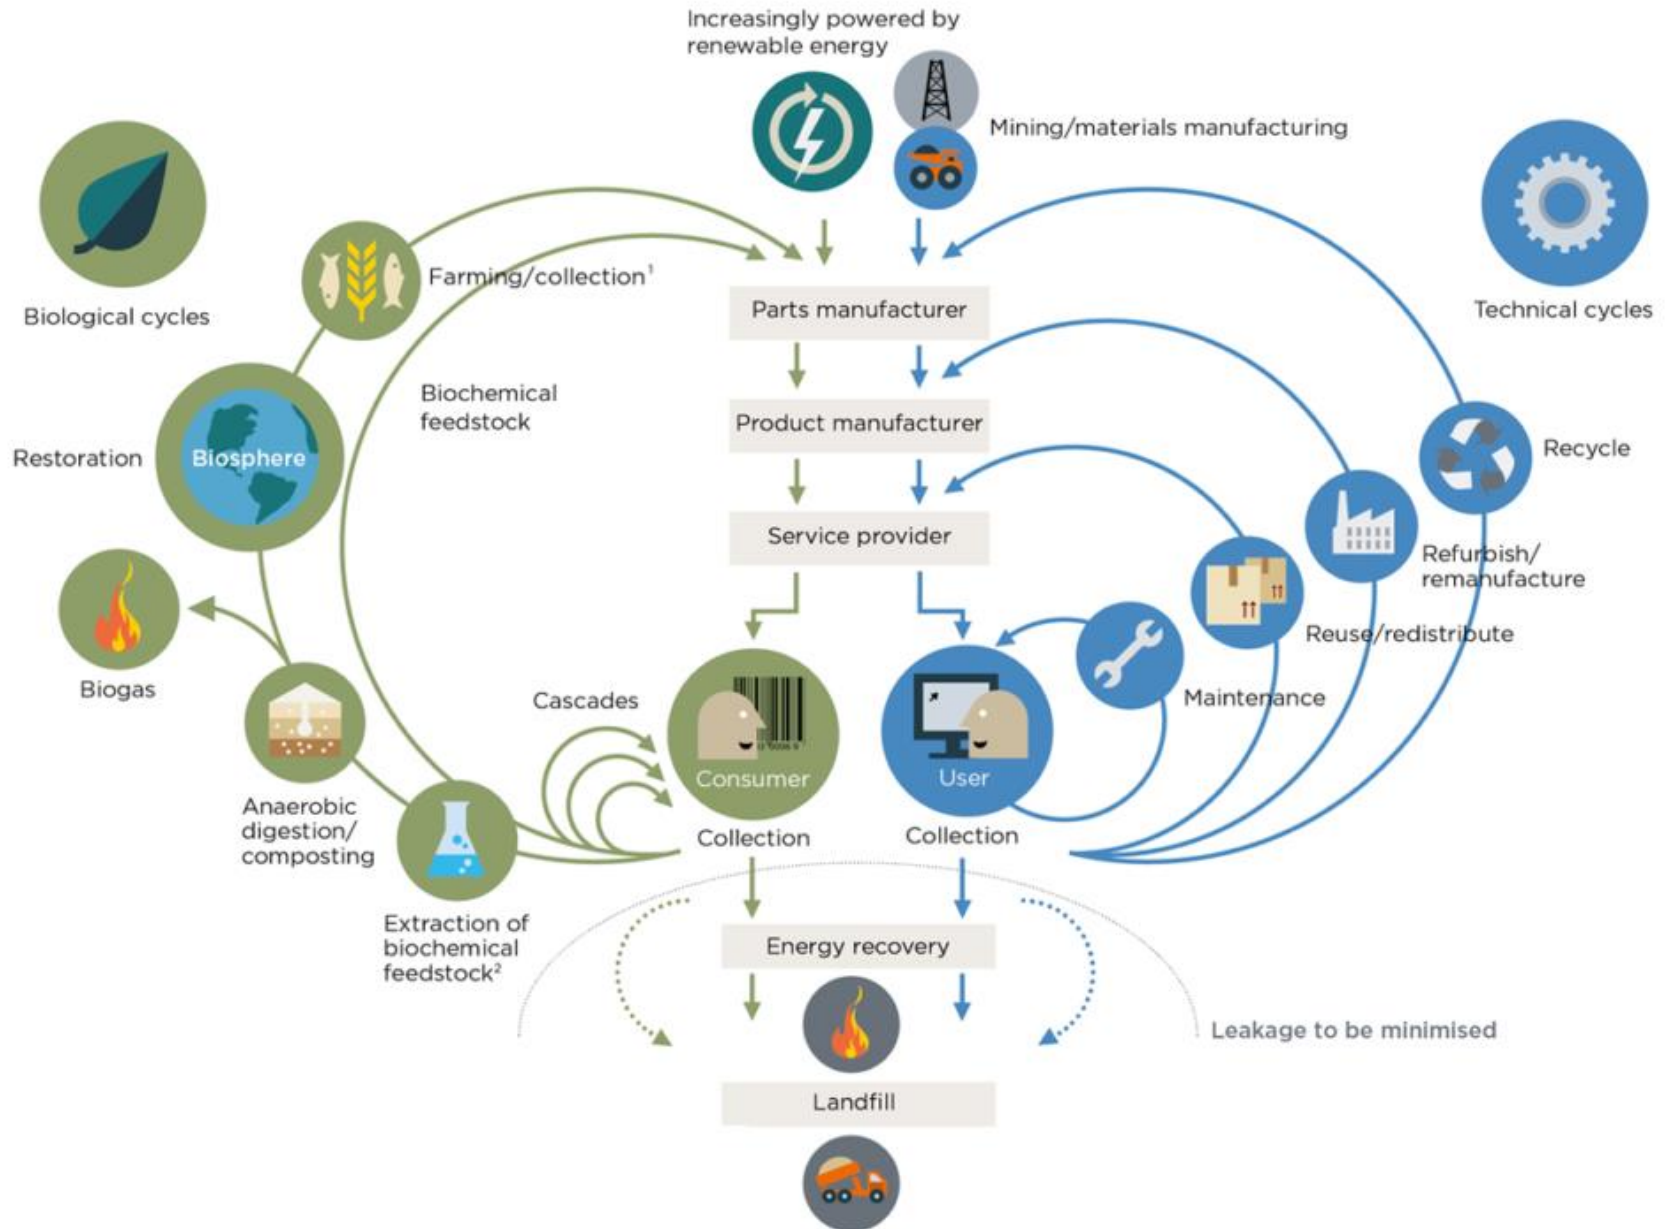 Increasingly powered by
renewable energy
Mining/materials manufacturing
Biological cycles
Technical cycles
Farming/collection¹
Parts manufacturer
Biochemical
feedstock
Product manufacturer
Restoration
Biosphere
Recycle
Service provider
Refurbish/
remanufacture
Reuse/redistribute
Biogas
Cascades
Maintenance
Consumer
User
Anaerobic
digestion/
composting
Collection
Collection
Extraction of
biochemical
feedstock²
Energy recovery
Leakage to be minimised
Landfill